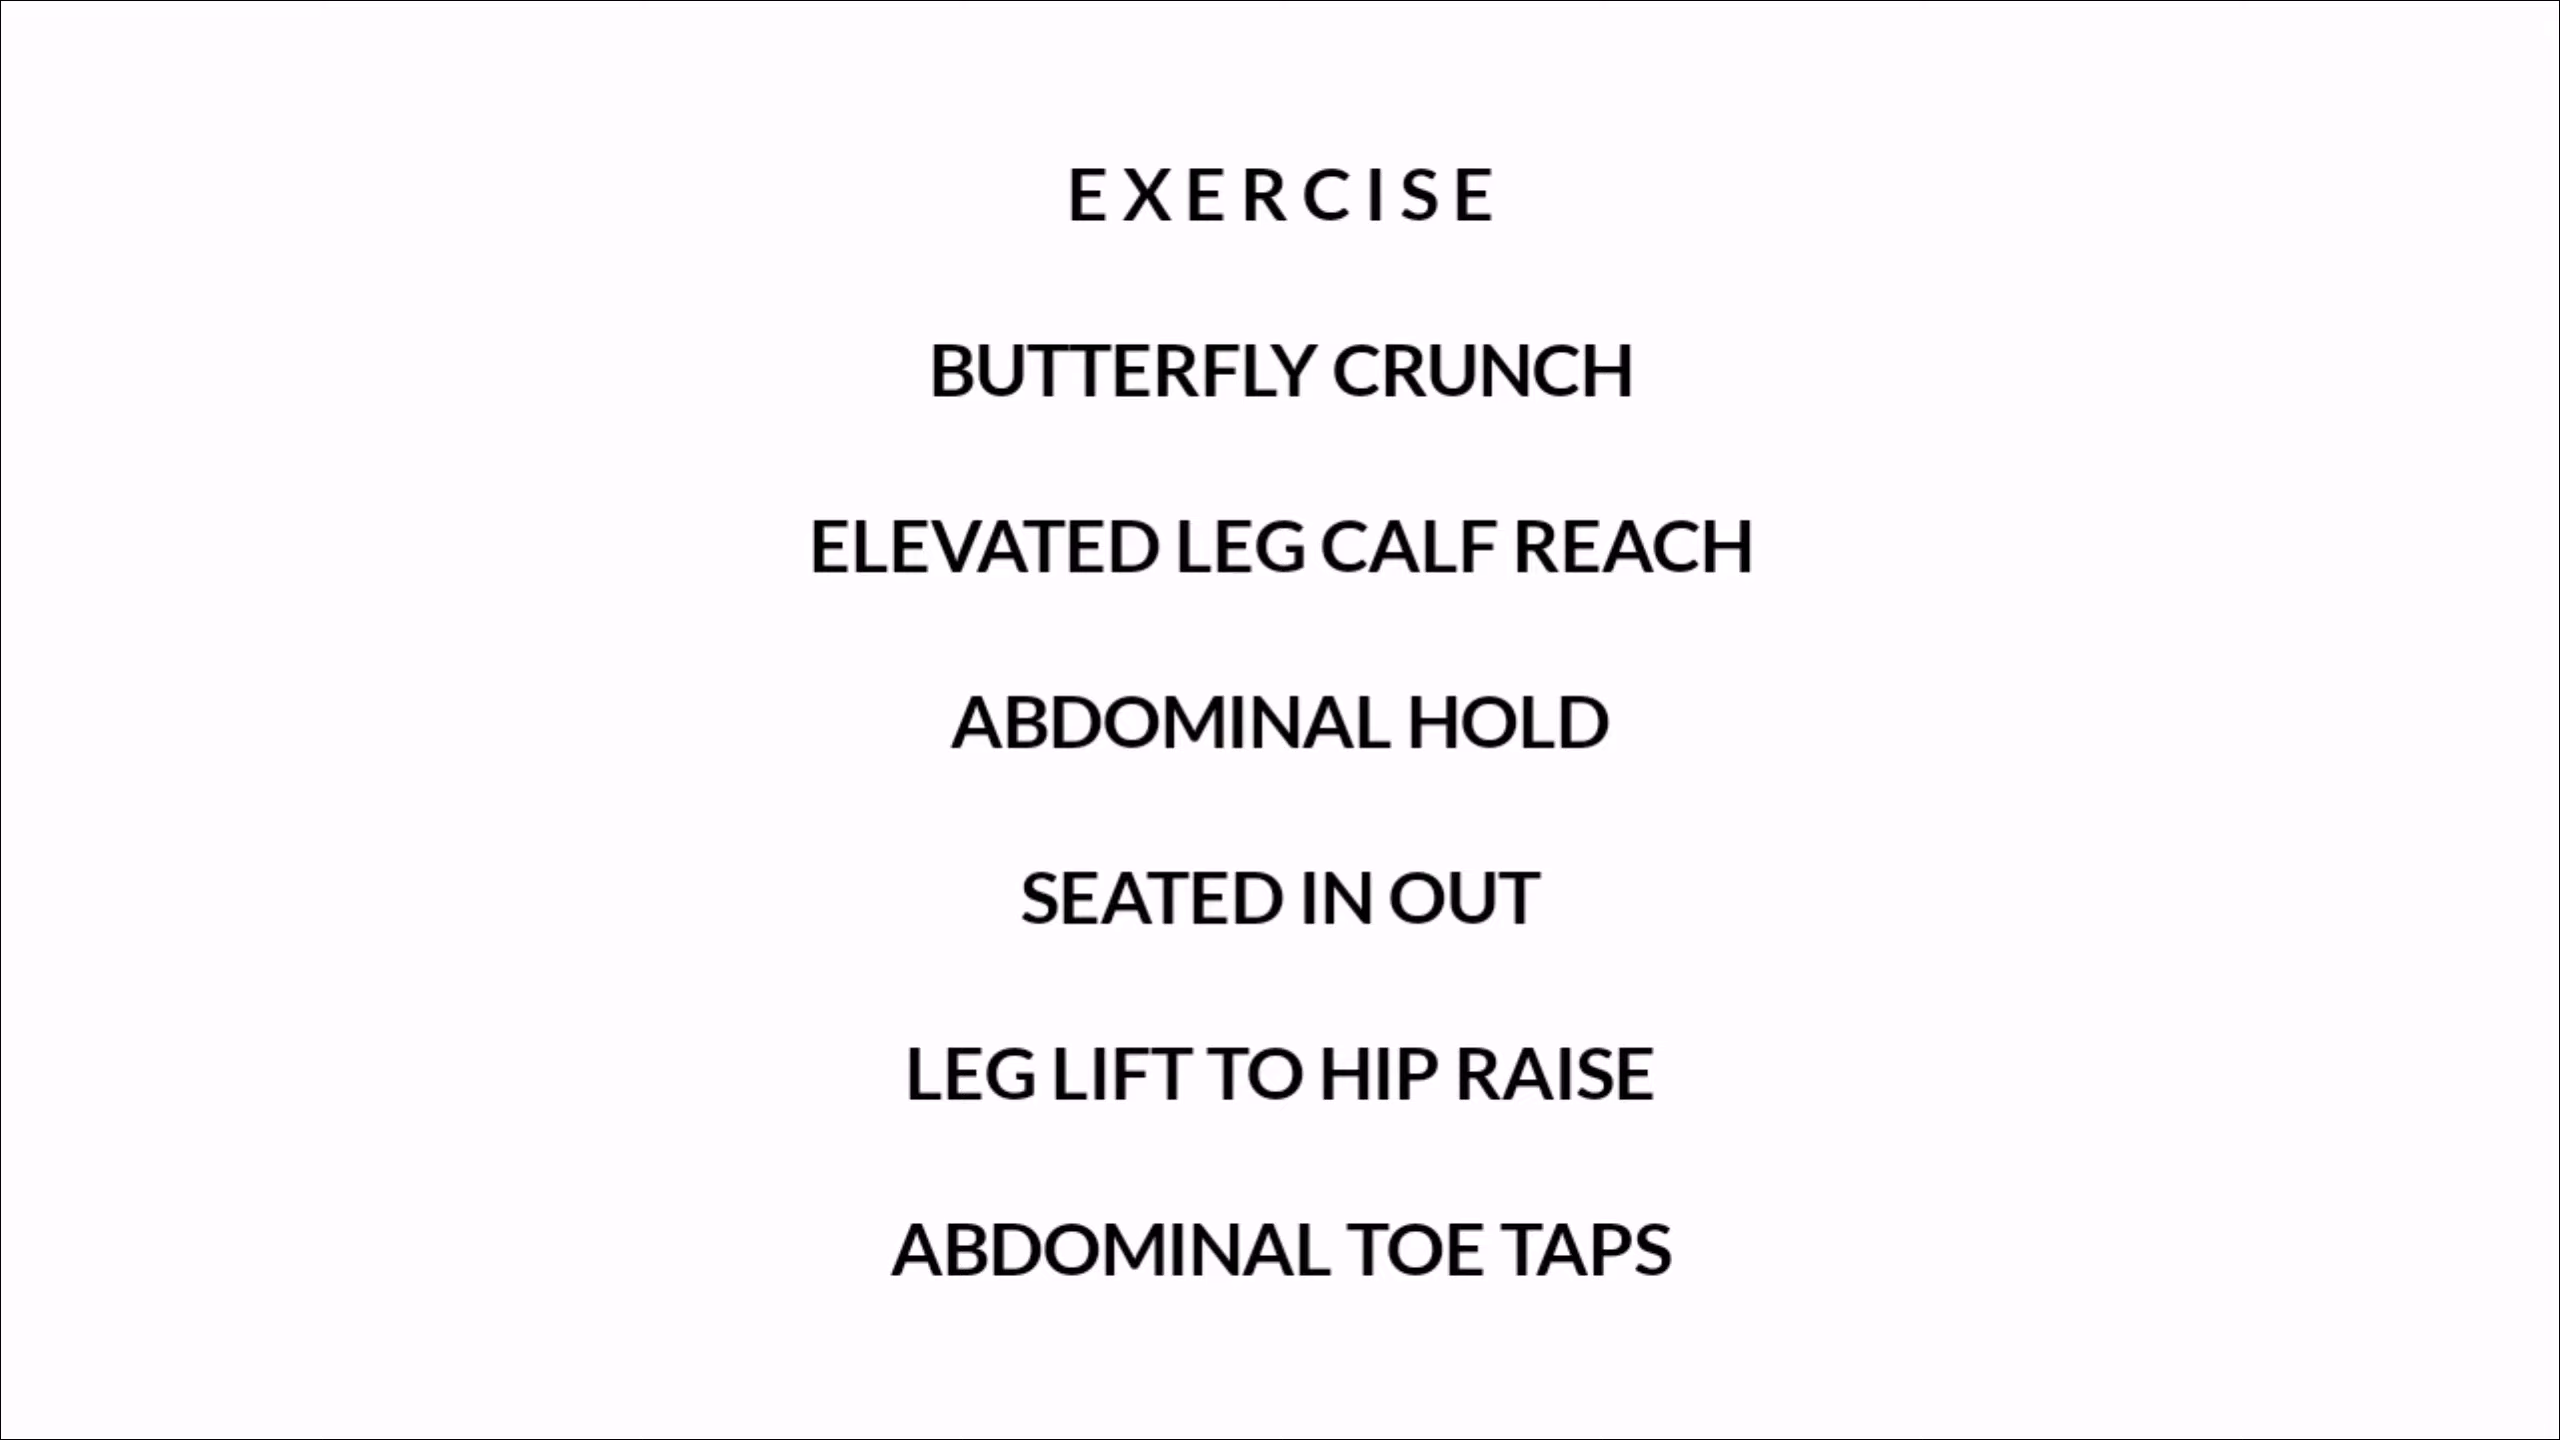 EXERCISE
BUTTERFLY CRUNCH
ELEVATED LEG CALF REACH
ABDOMINAL HOLD
SEATED IN OUT
LEG LIFT TO HIP RAISE
ABDOMINAL TOE TAPS